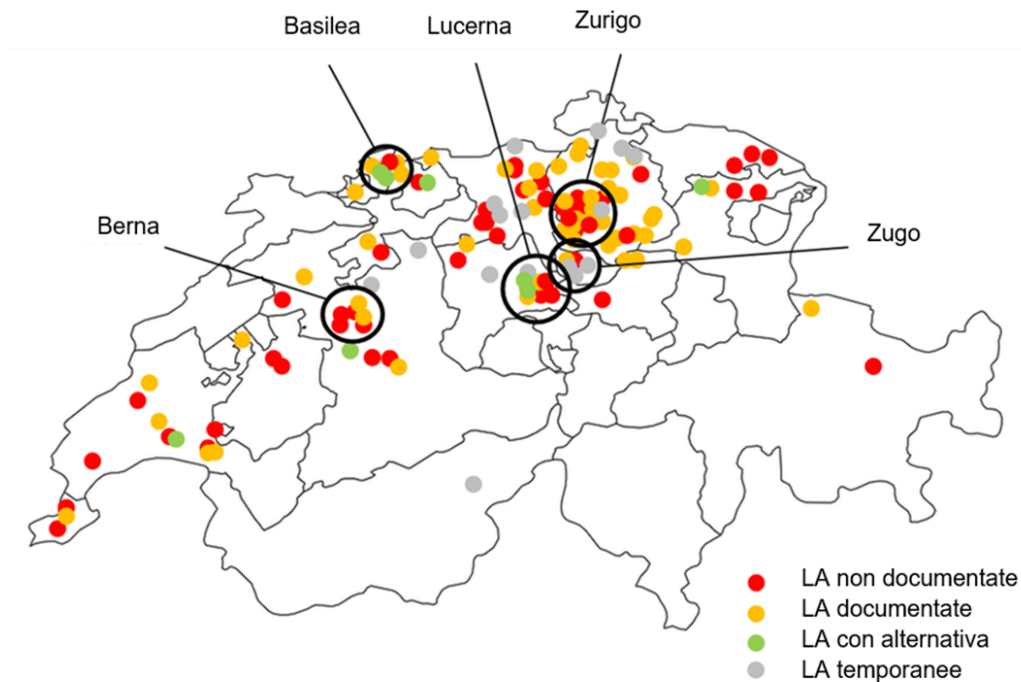 Basilea
Lucerna
Zurigo
Berna
Zugo
LA non documentate
LA documentate
LA con alternativa
LA temporanee